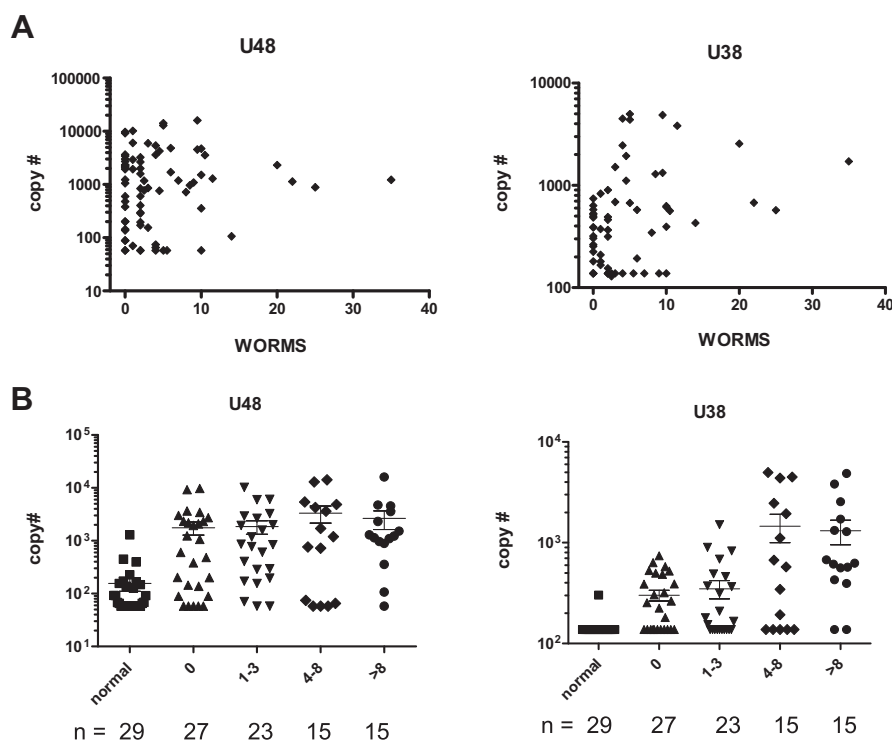 A
U48
copy #
100000
10000
1000
100
10
0 10 20 30 40
WORMS
U38
copy #
10000
1000
100
0 10 20 30 40
WORMS
B
U48
copy#
10^5
10^4
10^3
10^2
10^1
normal 0 1-3 4-8 >8
n = 29 27 23 15 15
U38
copy #
10^4
10^3
10^2
normal 0 1-3 4-8 >8
n = 29 27 23 15 15